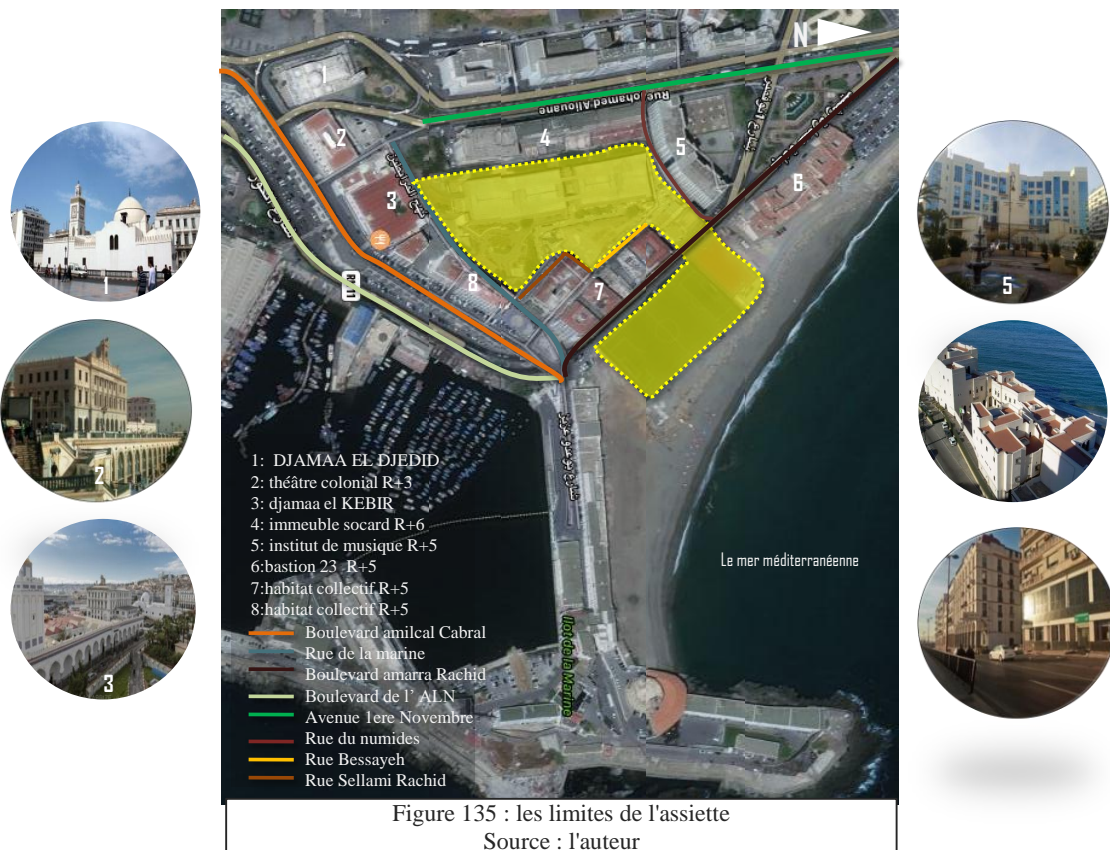 N
1
Rue Mohamed Allouane
2
4
5
6
3
8
7
RN11
1
2
3
5
1: DJAMAA EL DJEDID
2: théâtre colonial R+3
3: djamaa el KEBIR
4: immeuble socard R+6
5: institut de musique R+5
6:bastion 23 R+5
7:habitat collectif R+5
8:habitat collectif R+5
Boulevard amilcal Cabral
Rue de la marine
Boulevard amarra Rachid
Boulevard de l' ALN
Avenue 1ere Novembre
Rue du numides
Rue Bessayeh
Rue Sellami Rachid
Le mer méditerranéenne
Ilot de la Marine
Figure 135 : les limites de l'assiette
Source : l'auteur